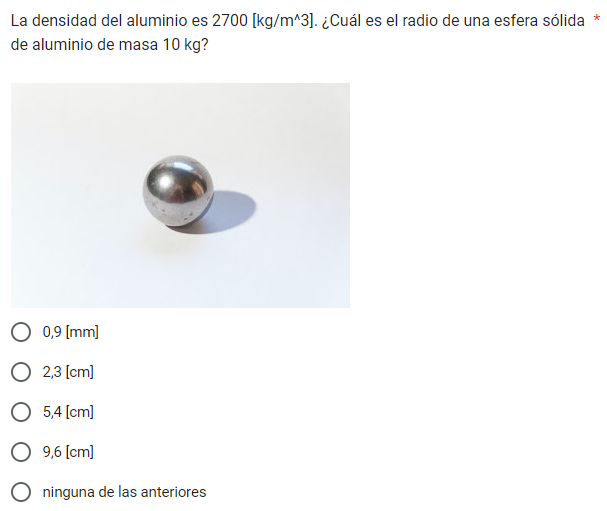 La densidad del aluminio es 2700 [kg/m^3]. ¿Cuál es el radio de una esfera sólida *
de aluminio de masa 10 kg?
0,9 [mm]
2,3 [cm]
5,4 [cm]
9,6 [cm]
ninguna de las anteriores